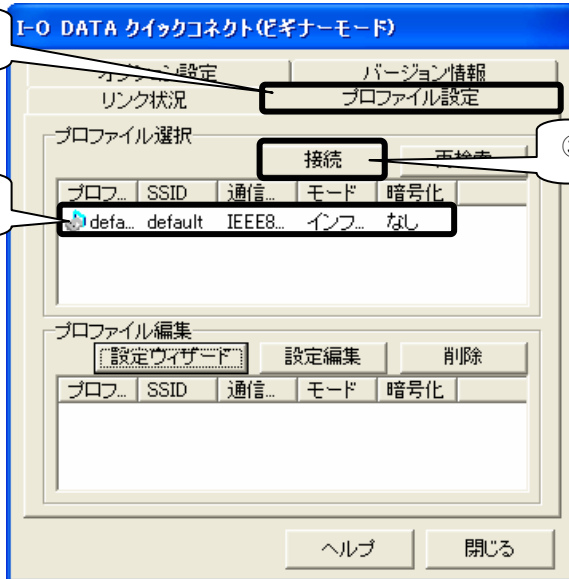 I-O DATA クイックコネクト(ビギナーモード)
オプション設定 バージョン情報
リンク状況 プロファイル設定
プロファイル選択
接続 再検索
プロフ... SSID 通信... モード 暗号化
defa... default IEEE8... インフ... なし
プロファイル編集
設定ウィザード 設定編集 削除
プロフ... SSID 通信... モード 暗号化
ヘルプ 閉じる